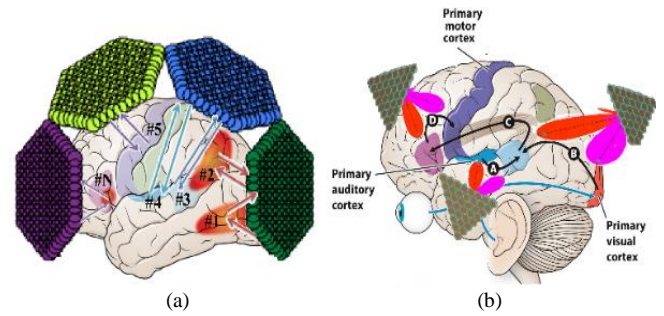 Primary
motor
cortex
#5
#N
#2
#4
#3
#1
D
C
A
B
Primary
auditory
cortex
Primary
visual
cortex
(a)
(b)